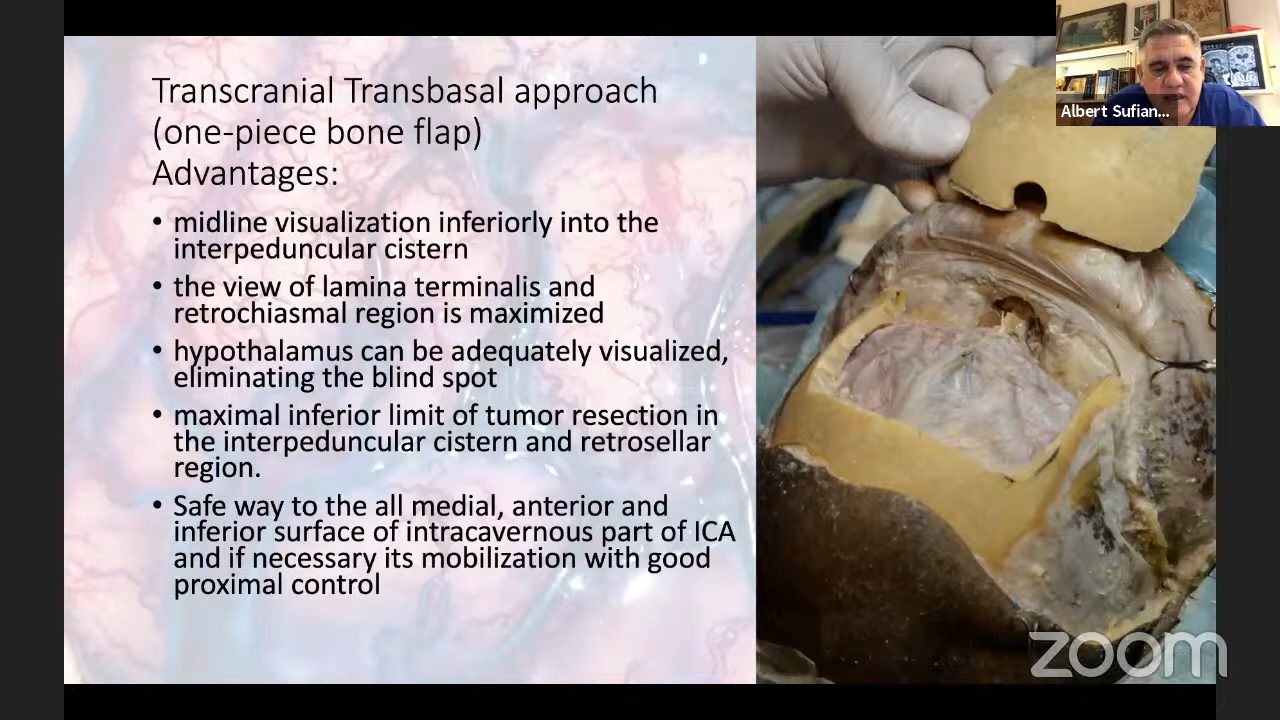 Transcranial Transbasal approach
(one-piece bone flap)
Advantages:
• midline visualization inferiorly into the
interpeduncular cistern
• the view of lamina terminalis and
retrochiasmal region is maximized
• hypothalamus can be adequately visualized,
eliminating the blind spot
• maximal inferior limit of tumor resection in
the interpeduncular cistern and retrosellar
region.
• Safe way to the all medial, anterior and
inferior surface of intracavernous part of ICA
and if necessary its mobilization with good
proximal control
Albert Sufian...
zoom